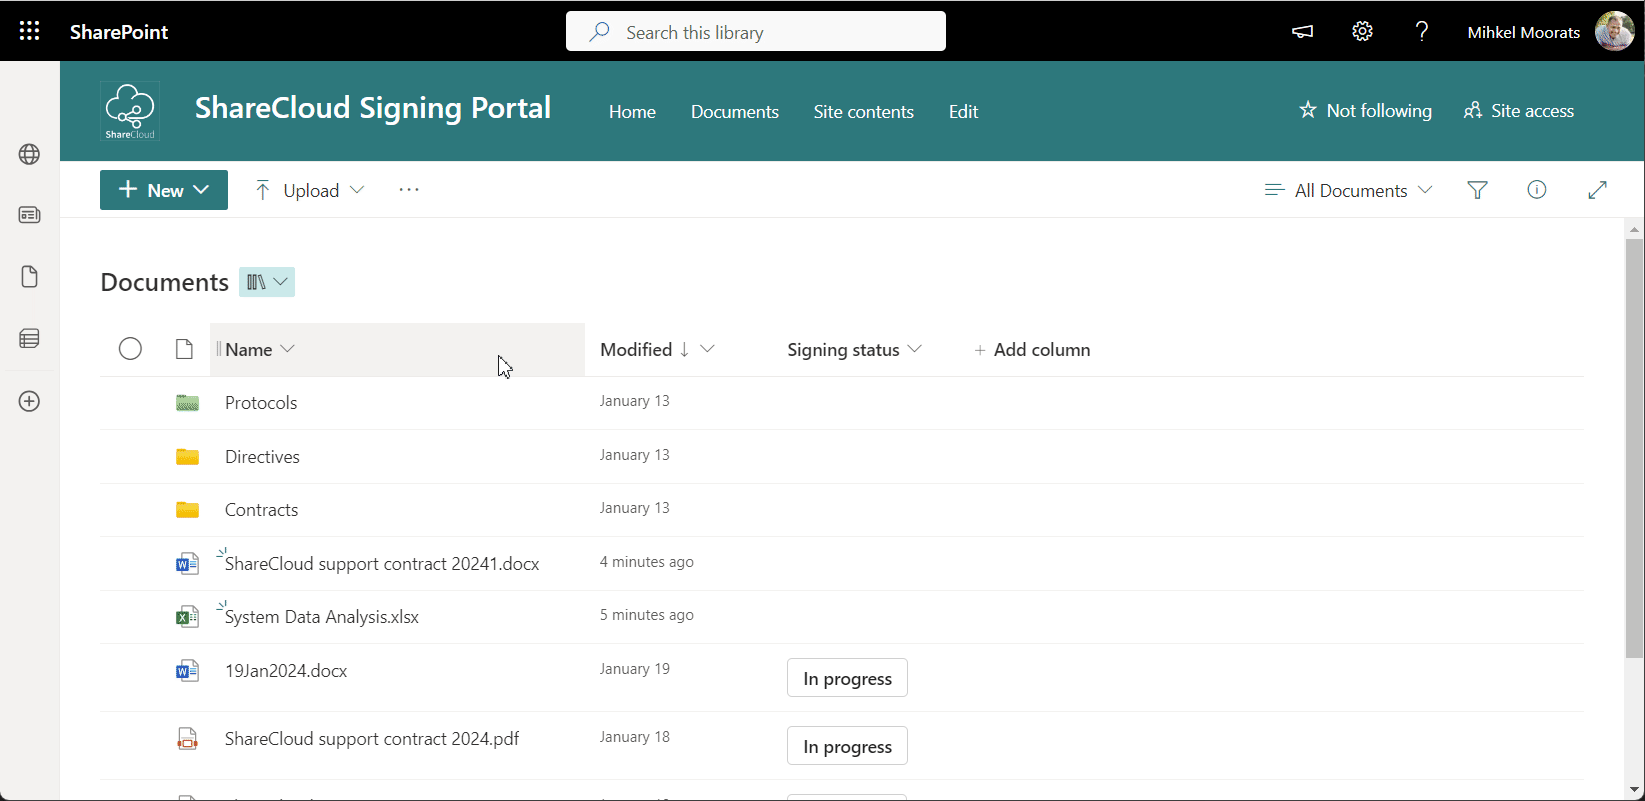 SharePoint
Search this library
Mihkel Moorats
ShareCloud
ShareCloud Signing Portal
Home
Documents
Site contents
Edit
Not following
Site access
New
Upload
All Documents
Documents
Name
Modified
Signing status
Add column
Protocols
January 13
Directives
January 13
Contracts
January 13
ShareCloud support contract 20241.docx
4 minutes ago
System Data Analysis.xlsx
5 minutes ago
19Jan2024.docx
January 19
In progress
ShareCloud support contract 2024.pdf
January 18
In progress